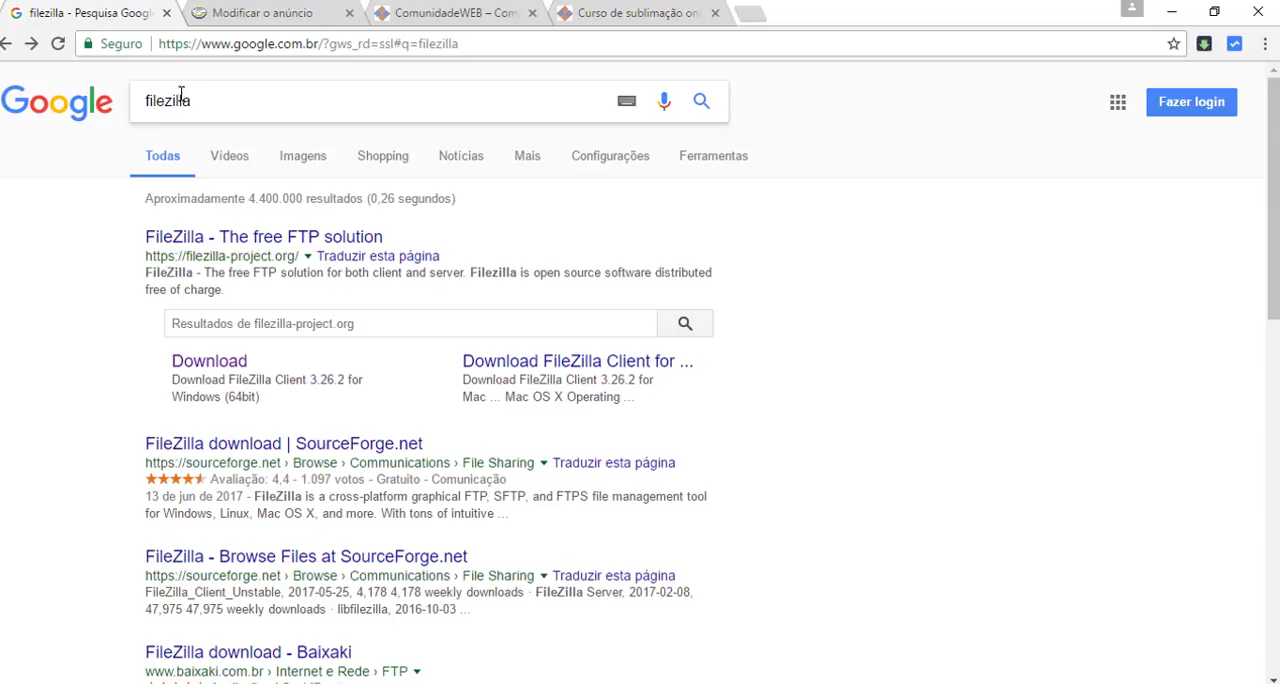 filezilla - Pesquisa Googl
Modificar o anúncio
ComunidadeWEB – Com
Curso de sublimação onl
Seguro
https://www.google.com.br/?gws_rd=ssl#q=filezilla
Google
filezilla
Fazer login
Todas
Vídeos
Imagens
Shopping
Notícias
Mais
Configurações
Ferramentas
Aproximadamente 4.400.000 resultados (0,26 segundos)
FileZilla - The free FTP solution
https://filezilla-project.org/ Traduzir esta página
FileZilla - The free FTP solution for both client and server. Filezilla is open source software distributed
free of charge.
Resultados de filezilla-project.org
Download
Download FileZilla Client 3.26.2 for
Windows (64bit)
Download FileZilla Client for ...
Download FileZilla Client 3.26.2 for
Mac ... Mac OS X Operating ...
FileZilla download | SourceForge.net
https://sourceforge.net › Browse › Communications › File Sharing Traduzir esta página
Avaliação: 4,4 - 1.097 votos - Gratuito - Comunicação
13 de jun de 2017 - FileZilla is a cross-platform graphical FTP, SFTP, and FTPS file management tool
for Windows, Linux, Mac OS X, and more. With tons of intuitive ...
FileZilla - Browse Files at SourceForge.net
https://sourceforge.net › Browse › Communications › File Sharing Traduzir esta página
FileZilla_Client_Unstable, 2017-05-25, 4,178 4,178 weekly downloads · FileZilla Server, 2017-02-08,
47,975 47,975 weekly downloads · libfilezilla, 2016-10-03 ...
FileZilla download - Baixaki
www.baixaki.com.br › Internet e Rede › FTP